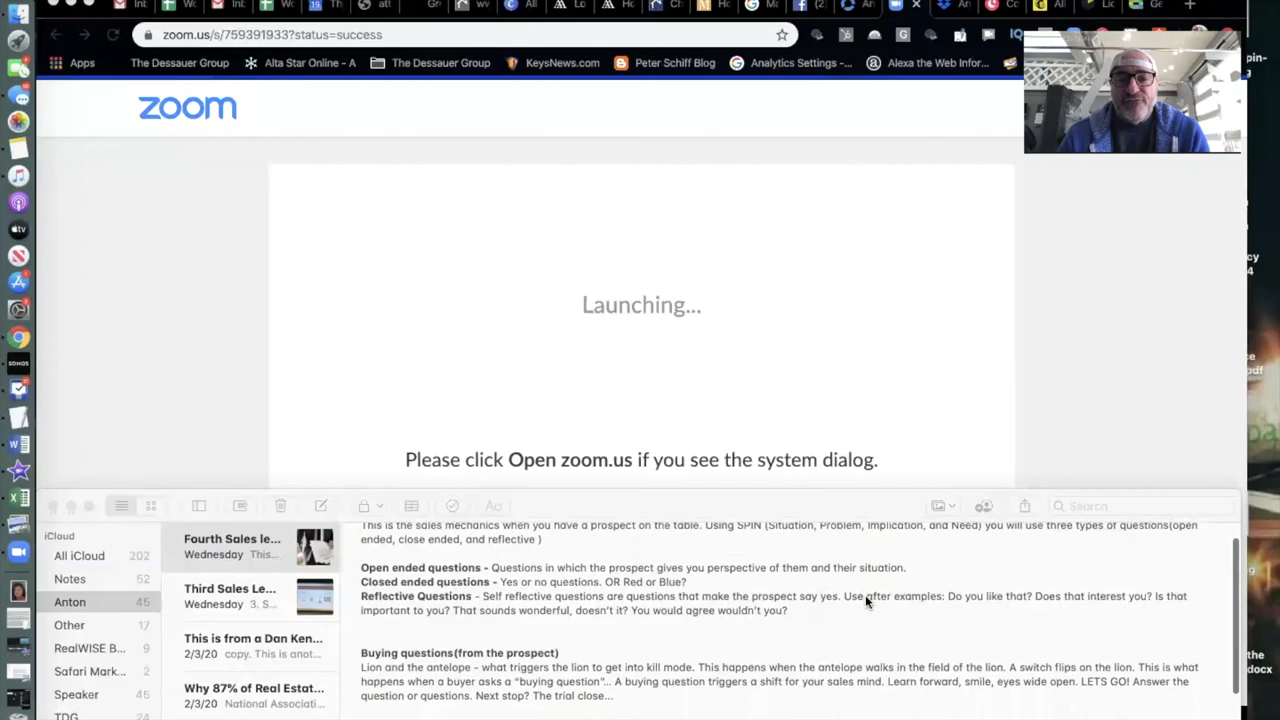 zoom.us/s/759391933?status=success
Apps The Dessauer Group Alta Star Online - A The Dessauer Group KeysNews.com Peter Schiff Blog Analytics Settings -... Alexa the Web Infor...
zoom
Launching...
Please click Open zoom.us if you see the system dialog.
Search
iCloud
All iCloud 202
Notes 52
Anton 45
Other 17
RealWISE B... 9
Safari Mark... 2
Speaker 45
TDG 24
Fourth Sales le...
Wednesday This...
Third Sales Le...
Wednesday 3. S...
This is from a Dan Ken...
2/3/20 copy. This is anot...
Why 87% of Real Estat...
2/3/20 National Associati...
This is the sales mechanics when you have a prospect on the table. Using SPIN (Situation, Problem, Implication, and Need) you will use three types of questions(open
ended, close ended, and reflective )
Open ended questions - Questions in which the prospect gives you perspective of them and their situation.
Closed ended questions - Yes or no questions. OR Red or Blue?
Reflective Questions - Self reflective questions are questions that make the prospect say yes. Use after examples: Do you like that? Does that interest you? Is that
important to you? That sounds wonderful, doesn't it? You would agree wouldn't you?
Buying questions(from the prospect)
Lion and the antelope - what triggers the lion to get into kill mode. This happens when the antelope walks in the field of the lion. A switch flips on the lion. This is what
happens when a buyer asks a "buying question"... A buying question triggers a shift for your sales mind. Learn forward, smile, eyes wide open. LETS GO! Answer the
question or questions. Next stop? The trial close...